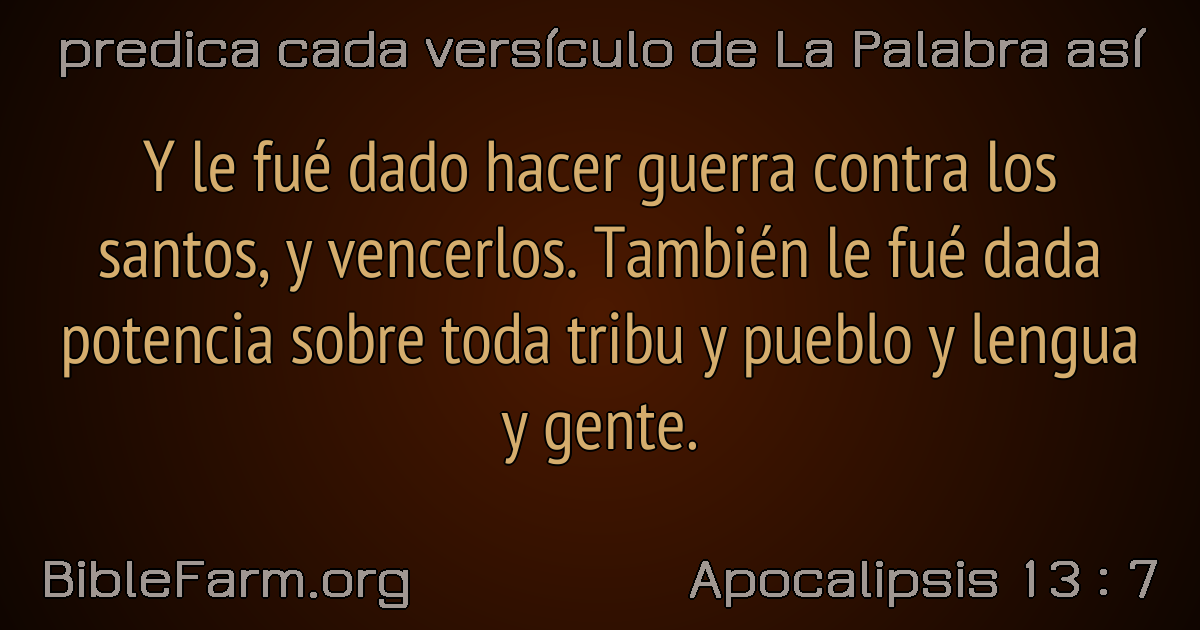 predica cada versículo de La Palabra así
Y le fué dado hacer guerra contra los
santos, y vencerlos. También le fué dada
potencia sobre toda tribu y pueblo y lengua
y gente.
BibleFarm.org
Apocalipsis 13 : 7